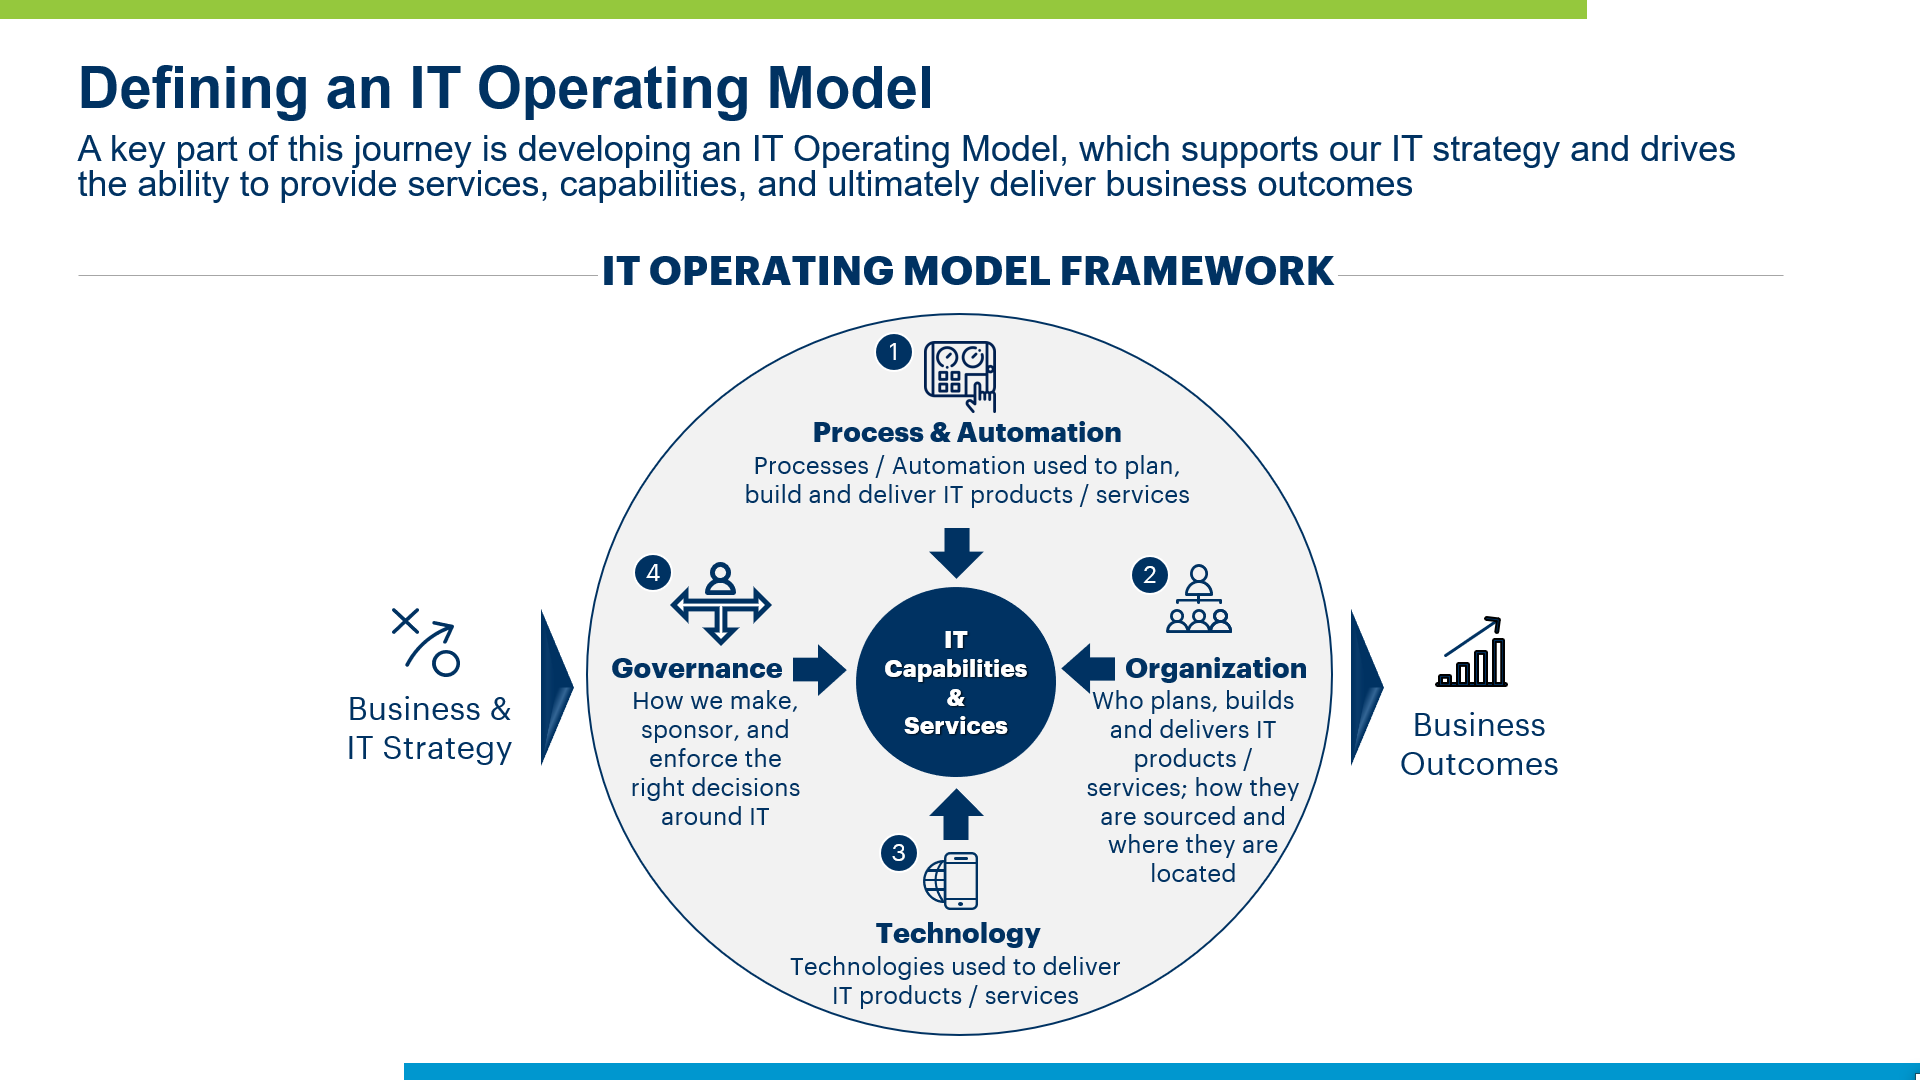 Defining an IT Operating Model
A key part of this journey is developing an IT Operating Model, which supports our IT strategy and drives
the ability to provide services, capabilities, and ultimately deliver business outcomes
IT OPERATING MODEL FRAMEWORK
1
Process & Automation
Processes / Automation used to plan,
build and deliver IT products / services
4
Governance
How we make,
sponsor, and
enforce the
right decisions
around IT
IT
Capabilities
&
Services
2
Organization
Who plans, builds
and delivers IT
products /
services; how they
are sourced and
where they are
located
3
Technology
Technologies used to deliver
IT products / services
Business &
IT Strategy
Business
Outcomes